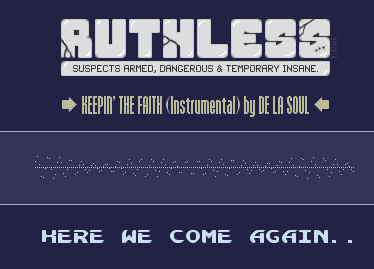 RUTHLESS
SUSPECTS ARMED, DANGEROUS & TEMPORARY INSANE.
KEEPIN' THE FAITH (Instrumental) by DE LA SOUL
HERE WE COME AGAIN..